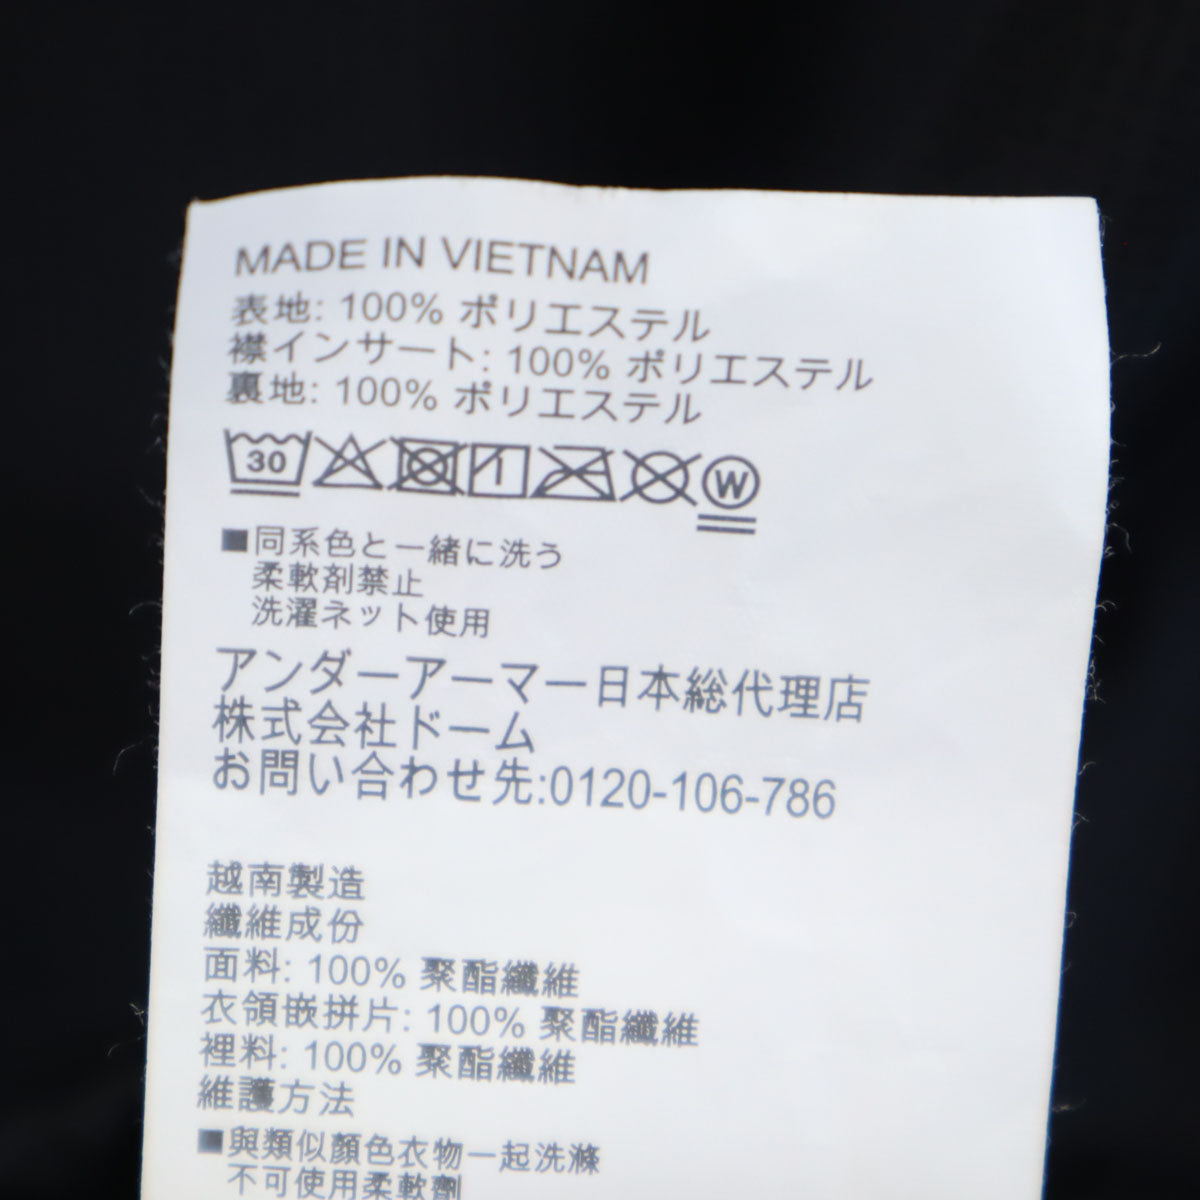 MADE IN VIETNAM
表地: 100% ポリエステル
襟インサート: 100% ポリエステル
裏地: 100% ポリエステル
30 W
■同系色と一緒に洗う
柔軟剤禁止
洗濯ネット使用
アンダーアーマー日本総代理店
株式会社ドーム
お問い合わせ先:0120-106-786
越南製造
纖維成份
面料: 100% 聚酯纖維
衣領嵌拼片: 100% 聚酯纖維
裡料: 100% 聚酯纖維
維護方法
■與類似顏色衣物一起洗滌
不可使用柔軟劑